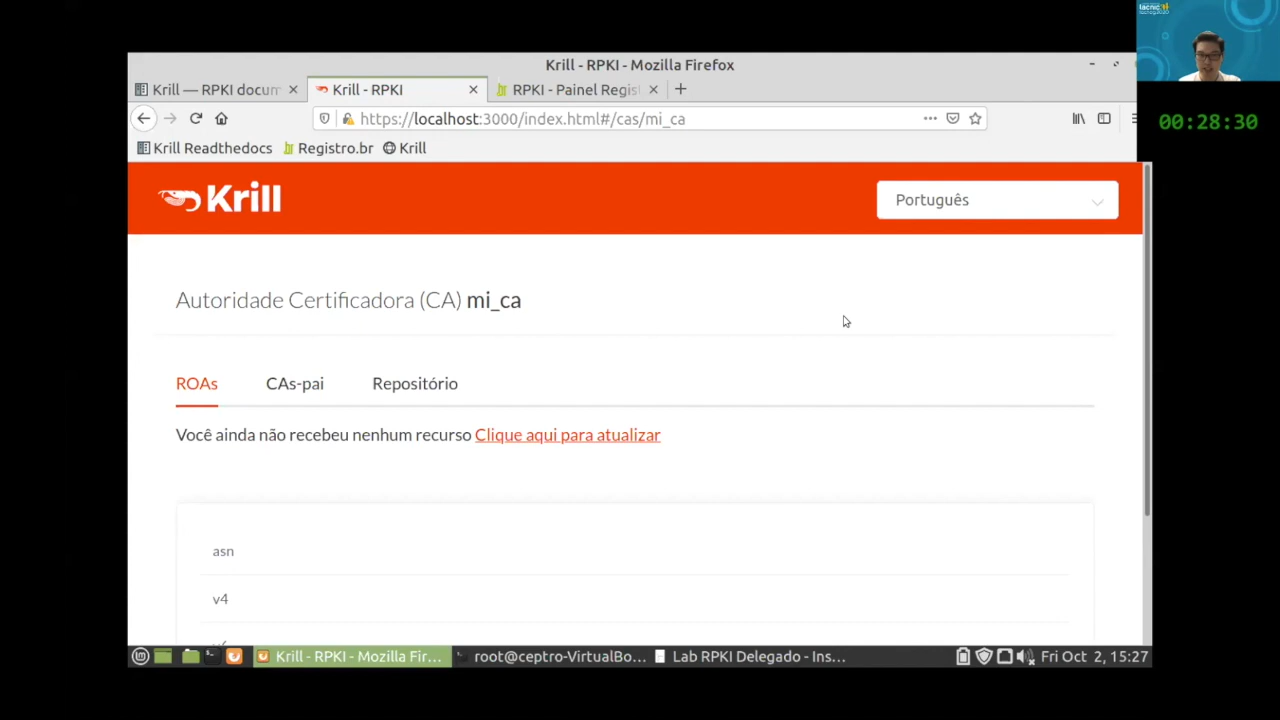 lacnic
Krill - RPKI - Mozilla Firefox
Krill — RPKI docum
Krill - RPKI
RPKI - Painel Regist
00:28:30
https://localhost:3000/index.html#/cas/mi_ca
Krill Readthedocs
Registro.br
Krill
Krill
Português
Autoridade Certificadora (CA) mi_ca
ROAs
CAs-pai
Repositório
Você ainda não recebeu nenhum recurso Clique aqui para atualizar
asn
v4
Krill - RPKI - Mozilla Fir...
root@ceptro-VirtualBo...
Lab RPKI Delegado - Ins...
Fri Oct 2, 15:27